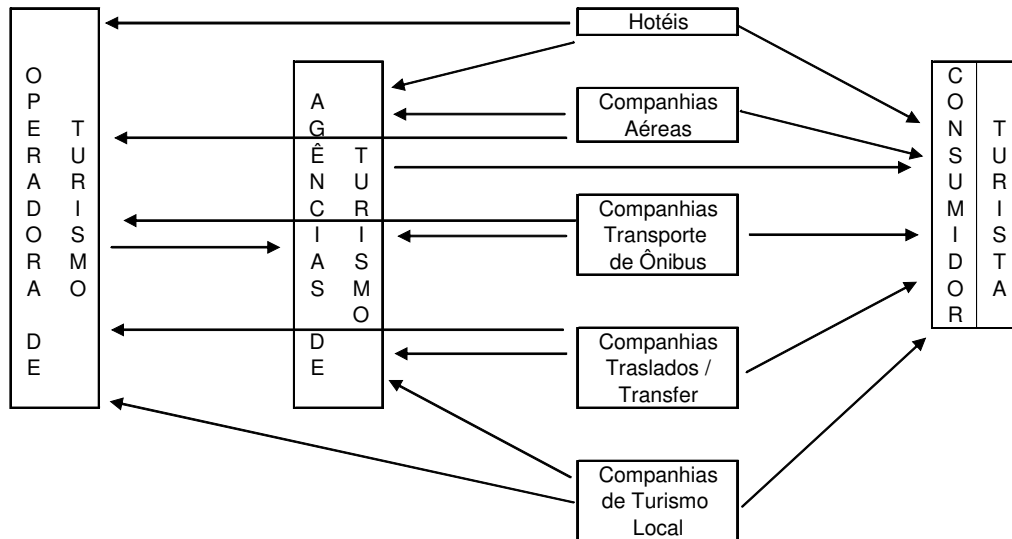 OPERADORA DE
TURISMO
AGÊNCIAS DE
TURISMO
Hotéis
Companhias
Aéreas
Companhias
Transporte
de Ônibus
Companhias
Traslados /
Transfer
Companhias
de Turismo
Local
CONSUMIDOR
TURISTA